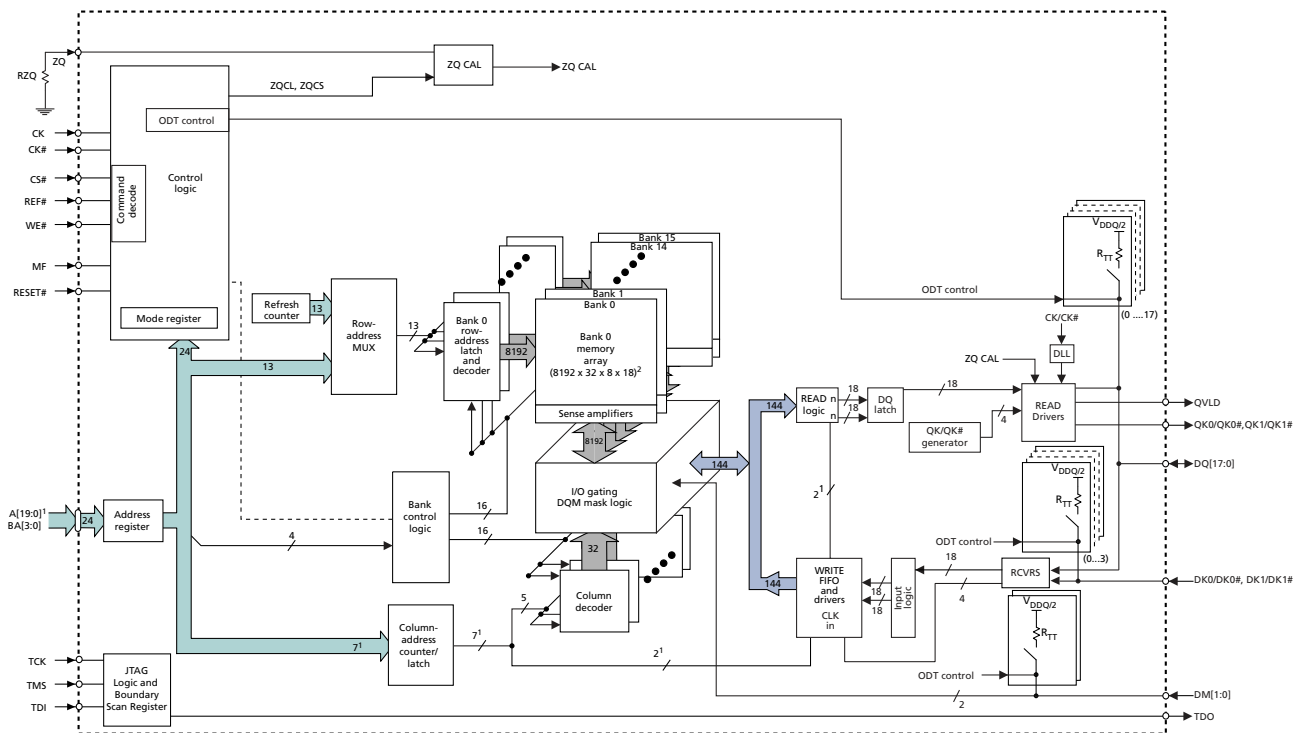 ZQ
RZQ
ZQ CAL
ZQ CAL
ZQCL, ZQCS
ODT control
CK
CK#
CS#
REF#
WE#
MF
RESET#
Command
decode
Control
logic
Mode register
24
Refresh
counter
13
Row-
address
MUX
13
13
Bank 0
row-
address
latch
and
decoder
8192
Bank 15
Bank 14
Bank 1
Bank 0
Bank 0
memory
array
(8192 x 32 x 8 x 18)²
Sense amplifiers
8192
I/O gating
DQM mask logic
32
Column
decoder
5
A[19:0]¹
BA[3:0]
24
Address
register
4
Bank
control
logic
16
16
7¹
Column-
address
counter/
latch
7¹
2¹
TCK
TMS
TDI
JTAG
Logic and
Boundary
Scan Register
144
144
144
READ
logic
n
n
18
18
DQ
latch
18
QK/QK#
generator
4
ZQ CAL
CK/CK#
DLL
READ
Drivers
ODT control
VDDQ/2
RTT
(0 ....17)
QVLD
QK0/QK0#,QK1/QK1#
DQ[17:0]
2¹
VDDQ/2
RTT
ODT control
(0...3)
WRITE
FIFO
and
drivers
CLK
in
18
18
Input
logic
18
4
RCVRS
DK0/DK0#, DK1/DK1#
VDDQ/2
RTT
ODT control
2
DM[1:0]
TDO